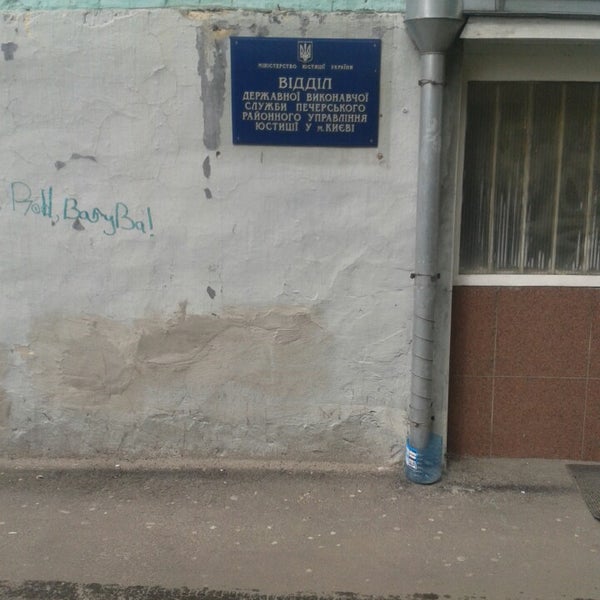 МІНІСТЕРСТВО ЮСТИЦІЇ УКРАЇНИ
ВІДДІЛ
ДЕРЖАВНОЇ ВИКОНАВЧОЇ
СЛУЖБИ ПЕЧЕРСЬКОГО
РАЙОННОГО УПРАВЛІННЯ
ЮСТИЦІЇ У м. КИЄВІ